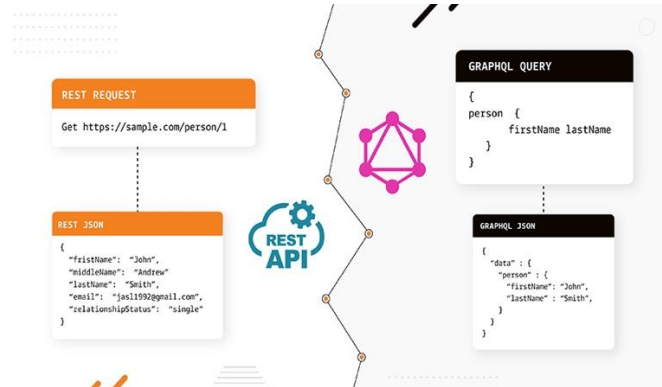 REST REQUEST
Get https://sample.com/person/1
REST JSON
{
"fristName": "John",
"middleName": "Andrew"
"lastName": "Smith",
"email": "jasl1992@gmail.com",
"relationshipStatus": "single"
}
REST
API
GRAPHQL QUERY
{
person {
firstName lastName
}
}
GRAPHQL JSON
{
"data" : {
"person" : {
"firstName": "John",
"lastName" : "Smith",
}
}
}